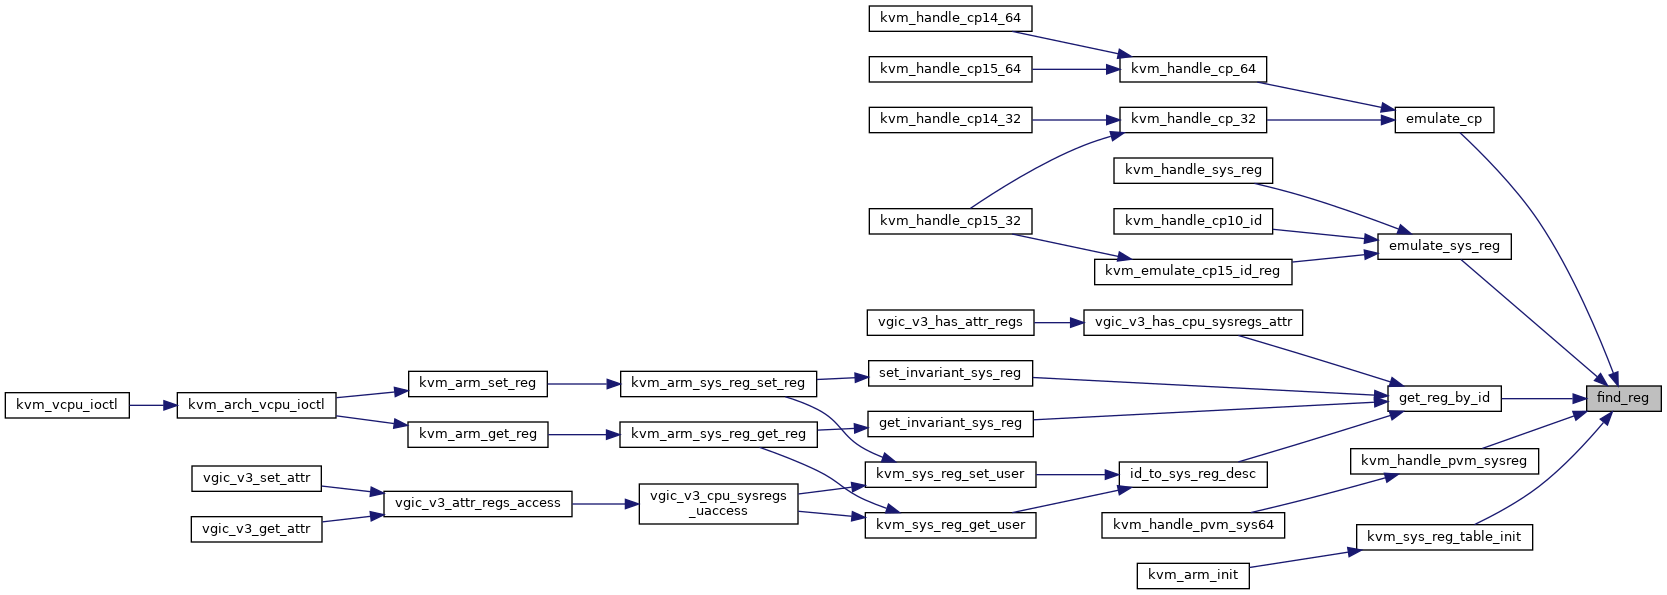 kvm_handle_cp14_64
kvm_handle_cp15_64
kvm_handle_cp_64
kvm_handle_cp14_32
kvm_handle_cp_32
emulate_cp
kvm_handle_sys_reg
kvm_handle_cp15_32
kvm_handle_cp10_id
emulate_sys_reg
kvm_emulate_cp15_id_reg
vgic_v3_has_attr_regs
vgic_v3_has_cpu_sysregs_attr
kvm_vcpu_ioctl
kvm_arch_vcpu_ioctl
kvm_arm_set_reg
kvm_arm_sys_reg_set_reg
set_invariant_sys_reg
get_reg_by_id
find_reg
kvm_arm_get_reg
kvm_arm_sys_reg_get_reg
get_invariant_sys_reg
kvm_handle_pvm_sysreg
vgic_v3_set_attr
vgic_v3_get_attr
vgic_v3_attr_regs_access
vgic_v3_cpu_sysregs
_uaccess
kvm_sys_reg_set_user
id_to_sys_reg_desc
kvm_sys_reg_get_user
kvm_handle_pvm_sys64
kvm_sys_reg_table_init
kvm_arm_init